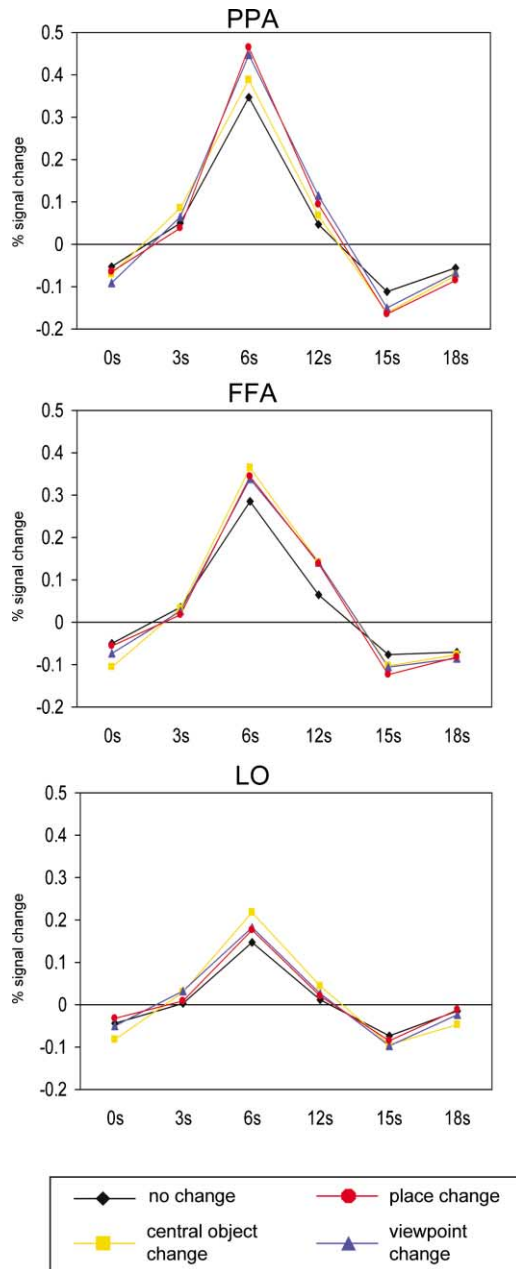 PPA
% signal change
0.5
0.4
0.3
0.2
0.1
0
-0.1
-0.2
0s 3s 6s 12s 15s 18s
FFA
% signal change
0.5
0.4
0.3
0.2
0.1
0
-0.1
-0.2
0s 3s 6s 12s 15s 18s
LO
% signal change
0.5
0.4
0.3
0.2
0.1
0
-0.1
-0.2
0s 3s 6s 12s 15s 18s
no change place change
central object viewpoint
change change